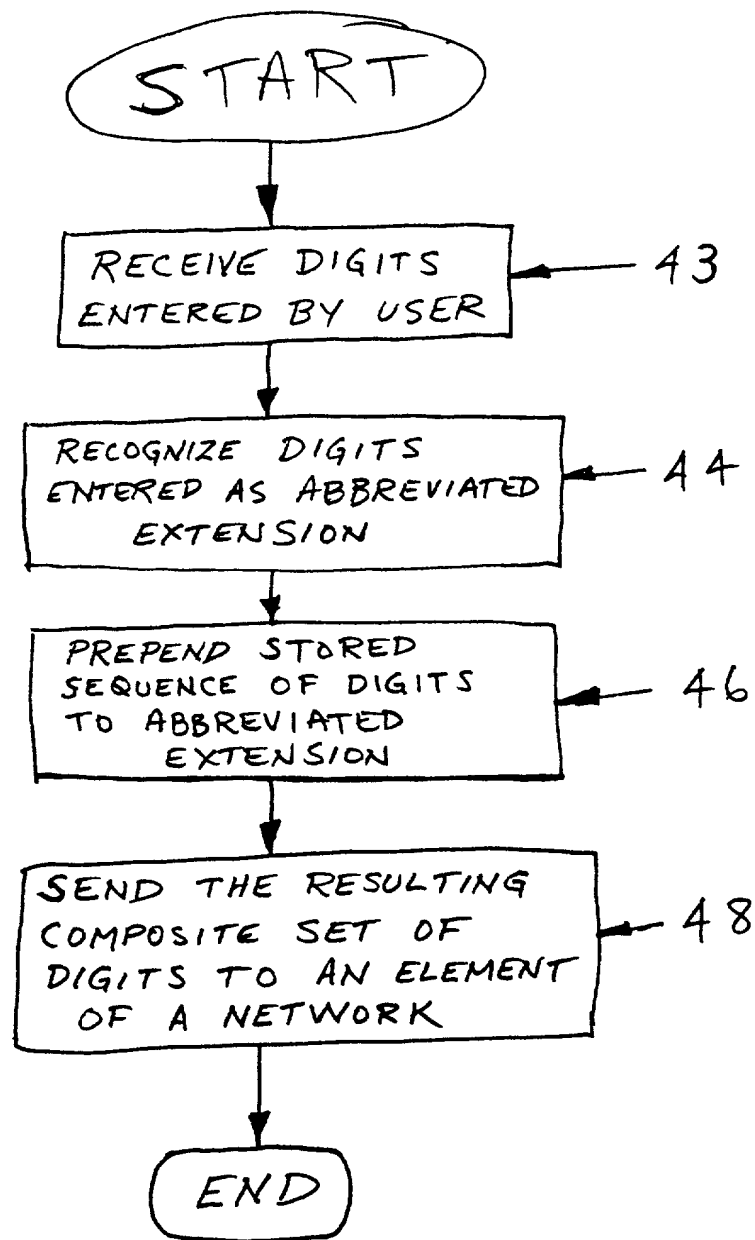 START
RECEIVE DIGITS
ENTERED BY USER
43
RECOGNIZE DIGITS
ENTERED AS ABBREVIATED
EXTENSION
44
PREPEND STORED
SEQUENCE OF DIGITS
TO ABBREVIATED
EXTENSION
46
SEND THE RESULTING
COMPOSITE SET OF
DIGITS TO AN ELEMENT
OF A NETWORK
48
END